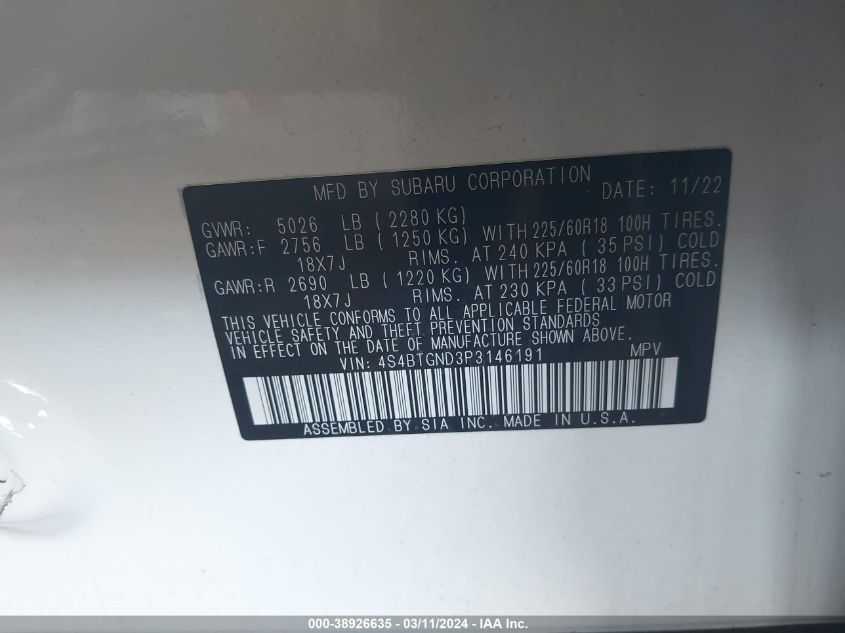 MFD BY SUBARU CORPORATION DATE: 11/22
GVWR: 5026 LB ( 2280 KG)
GAWR:F 2756 LB ( 1250 KG) WITH 225/60R18 100H TIRES.
18X7J RIMS. AT 240 KPA ( 35 PSI) COLD
GAWR:R 2690 LB ( 1220 KG) WITH 225/60R18 100H TIRES.
18X7J RIMS. AT 230 KPA ( 33 PSI) COLD
THIS VEHICLE CONFORMS TO ALL APPLICABLE FEDERAL MOTOR
VEHICLE SAFETY AND THEFT PREVENTION STANDARDS
IN EFFECT ON THE DATE OF MANUFACTURE SHOWN ABOVE.
VIN: 4S4BTGND3P3146191 MPV
ASSEMBLED BY SIA INC. MADE IN U.S.A.
000-38926635 - 03/11/2024 - IAA Inc.